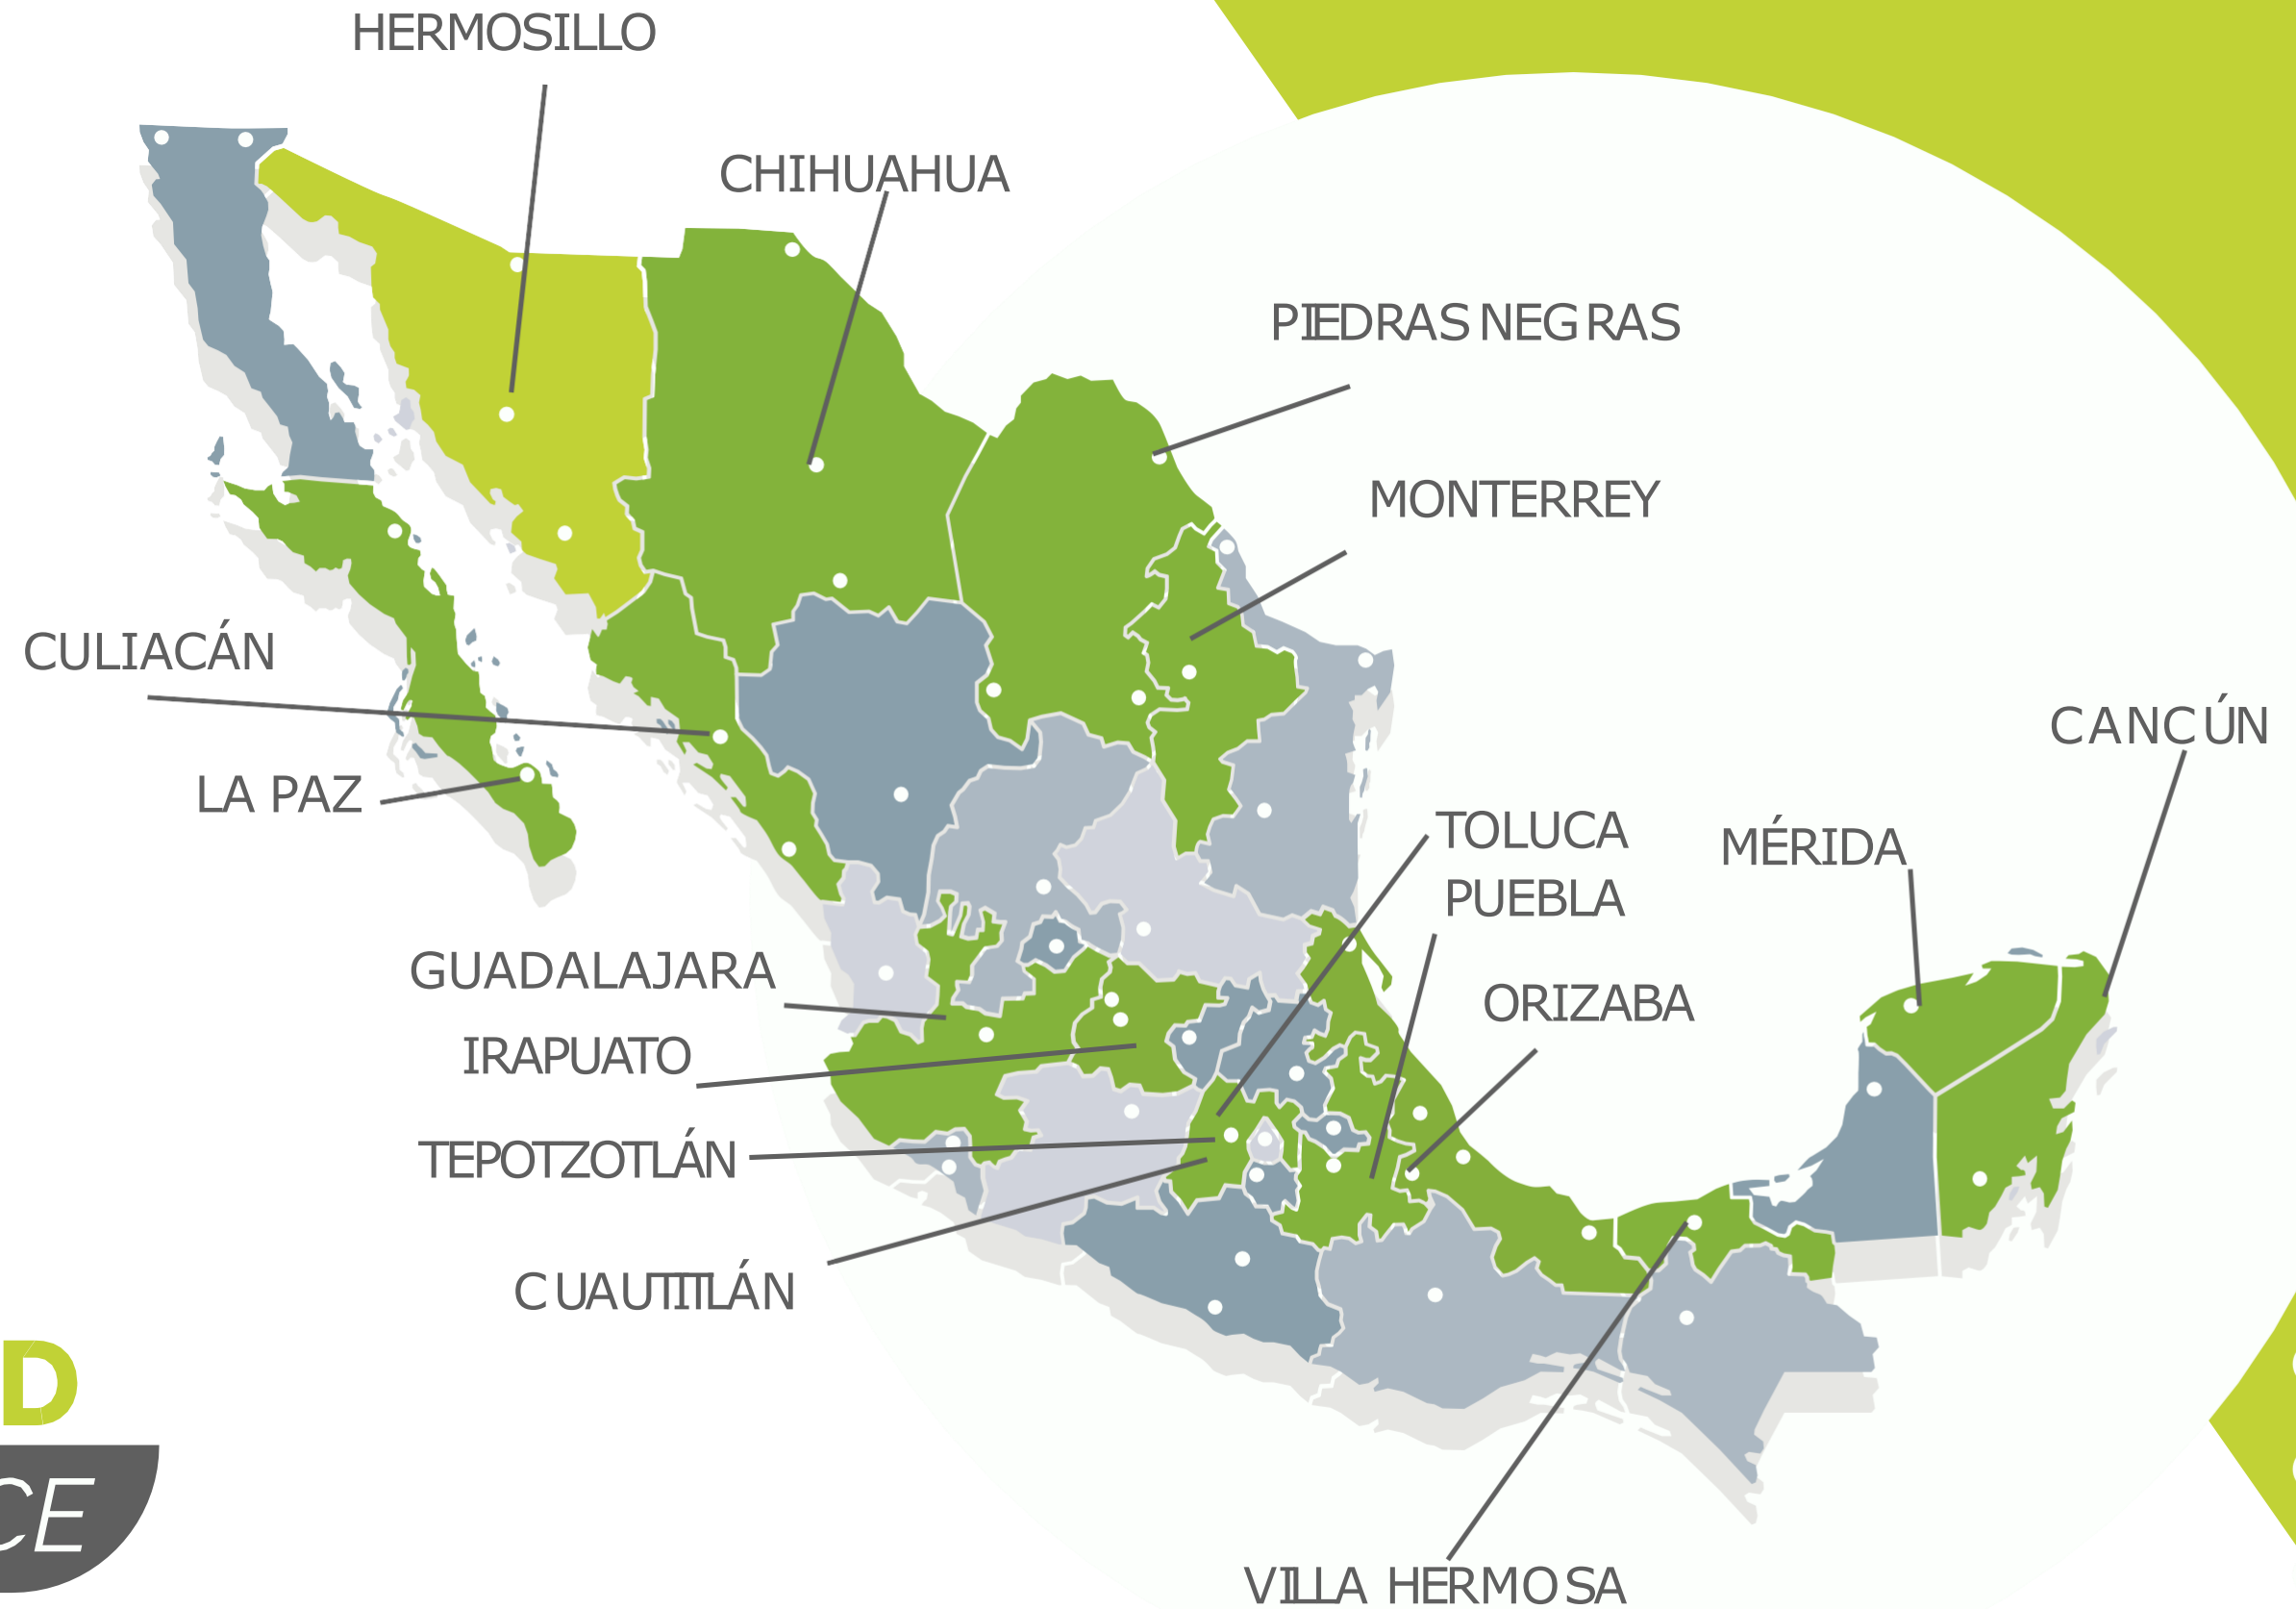 HERMOSILLO
CHIHUAHUA
PIEDRAS NEGRAS
MONTERREY
CULIACÁN
CANCÚN
LA PAZ
TOLUCA
MÉRIDA
PUEBLA
GUADALAJARA
ORIZABA
IRAPUATO
TEPOTZOTLÁN
CUAUTITLÁN
D
CE
VILLA HERMOSA